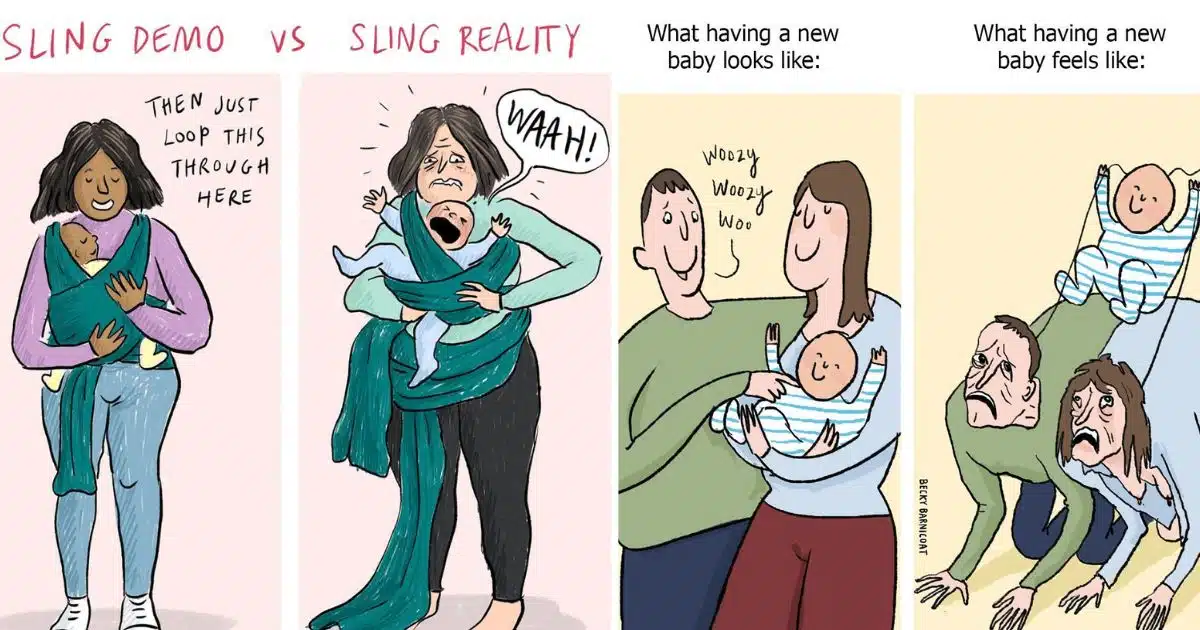 SLING DEMO VS SLING REALITY
THEN JUST
LOOP THIS
THROUGH
HERE
WAAH!
What having a new
baby looks like:
WOOZY
WOOZY
WOO
What having a new
baby feels like:
BECKY BARNICOAT